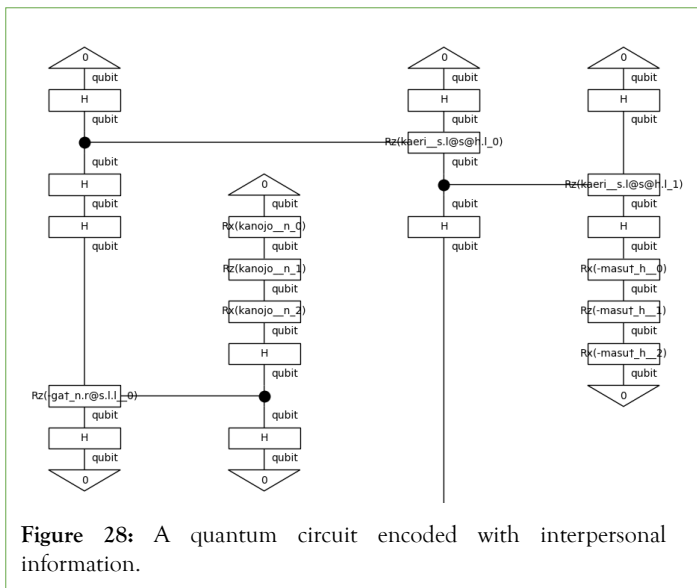 0 0 0
qubit qubit qubit
H H H
qubit qubit qubit
Rz(kaeri__s.l@s@h.l_0)
qubit qubit
H 0 Rz(kaeri__s.l@s@h.l_1)
qubit qubit qubit qubit
H Rx(kanojo__n_0) H H
qubit qubit qubit qubit
Rz(kanojo__n_1) Rx(-masu†_h__0)
qubit qubit
Rx(kanojo__n_2) Rz(-masu†_h__1)
qubit qubit
H Rx(-masu†_h__2)
qubit qubit
Rz(-ga†_n.r@s.l.l__0) 0
qubit qubit
H H
qubit qubit
0 0
Figure 28: A quantum circuit encoded with interpersonal
information.